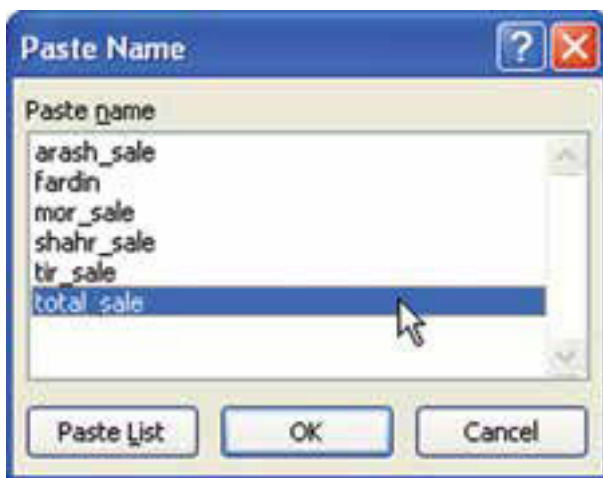 Paste Name
Paste name
arash_sale
fardin
mor_sale
shahr_sale
tir_sale
total_sale
Paste List OK Cancel